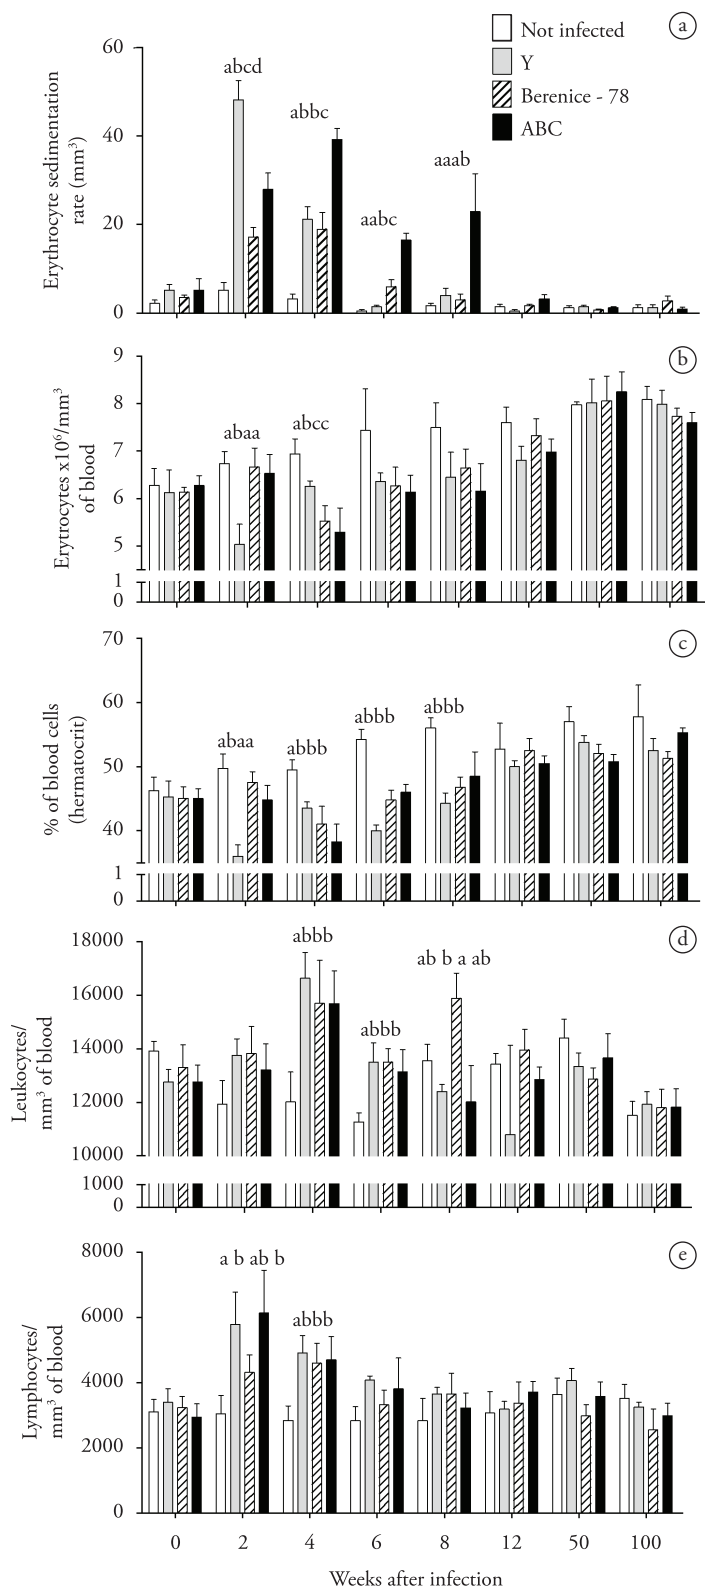 Not infected
Y
Berenice - 78
ABC
a
Erythrocyte sedimentation
rate (mm³)
60
40
20
0
abcd
abbc
aabc
aaab
b
Erytrocytes x10⁶/mm³
of blood
9
8
7
6
5
1
0
abaa
abcc
c
% of blood cells
(hermatocrit)
70
60
50
40
1
0
abaa
abbb
abbb
abbb
d
Leukocytes/
mm³ of blood
18000
16000
14000
12000
10000
1000
0
abbb
abbb
ab b a ab
e
Lymphocytes/
mm³ of blood
8000
6000
4000
2000
0
a b ab b
abbb
0 2 4 6 8 12 50 100
Weeks after infection